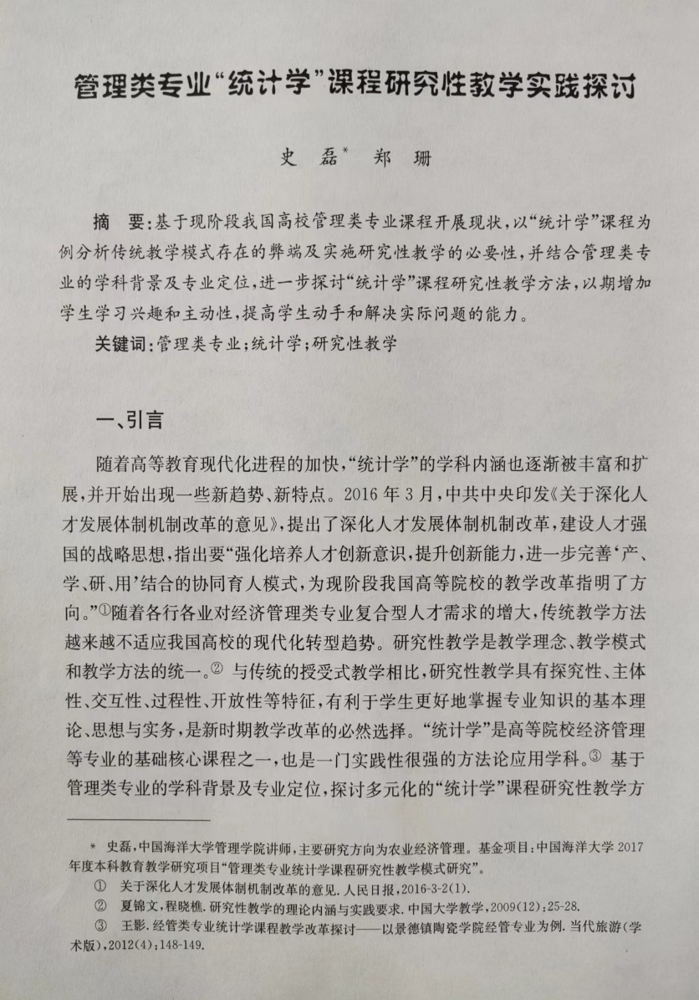 管理类专业“统计学”课程研究性教学实践探讨
史 磊* 郑 珊
摘 要:基于现阶段我国高校管理类专业课程开展现状,以“统计学”课程为
例分析传统教学模式存在的弊端及实施研究性教学的必要性,并结合管理类专
业的学科背景及专业定位,进一步探讨“统计学”课程研究性教学方法,以期增加
学生学习兴趣和主动性,提高学生动手和解决实际问题的能力。
关键词:管理类专业;统计学;研究性教学
一、引言
随着高等教育现代化进程的加快,“统计学”的学科内涵也逐渐被丰富和扩
展,并开始出现一些新趋势、新特点。2016年3月,中共中央印发《关于深化人
才发展体制机制改革的意见》,提出了深化人才发展体制机制改革,建设人才强
国的战略思想,指出要“强化培养人才创新意识,提升创新能力,进一步完善‘产、
学、研、用’结合的协同育人模式,为现阶段我国高等院校的教学改革指明了方
向。”①随着各行各业对经济管理类专业复合型人才需求的增大,传统教学方法
越来越不适应我国高校的现代化转型趋势。研究性教学是教学理念、教学模式
和教学方法的统一。② 与传统的授受式教学相比,研究性教学具有探究性、主体
性、交互性、过程性、开放性等特征,有利于学生更好地掌握专业知识的基本理
论、思想与实务,是新时期教学改革的必然选择。“统计学”是高等院校经济管理
等专业的基础核心课程之一,也是一门实践性很强的方法论应用学科。③ 基于
管理类专业的学科背景及专业定位,探讨多元化的“统计学”课程研究性教学方
* 史磊,中国海洋大学管理学院讲师,主要研究方向为农业经济管理。基金项目:中国海洋大学2017
年度本科教育教学研究项目“管理类专业统计学课程研究性教学模式研究”。
① 关于深化人才发展体制机制改革的意见.人民日报,2016-3-2(1).
② 夏锦文,程晓樵.研究性教学的理论内涵与实践要求.中国大学教学,2009(12):25-28.
③ 王影.经管类专业统计学课程教学改革探讨——以景德镇陶瓷学院经管专业为例.当代旅游(学
术版),2012(4):148-149.